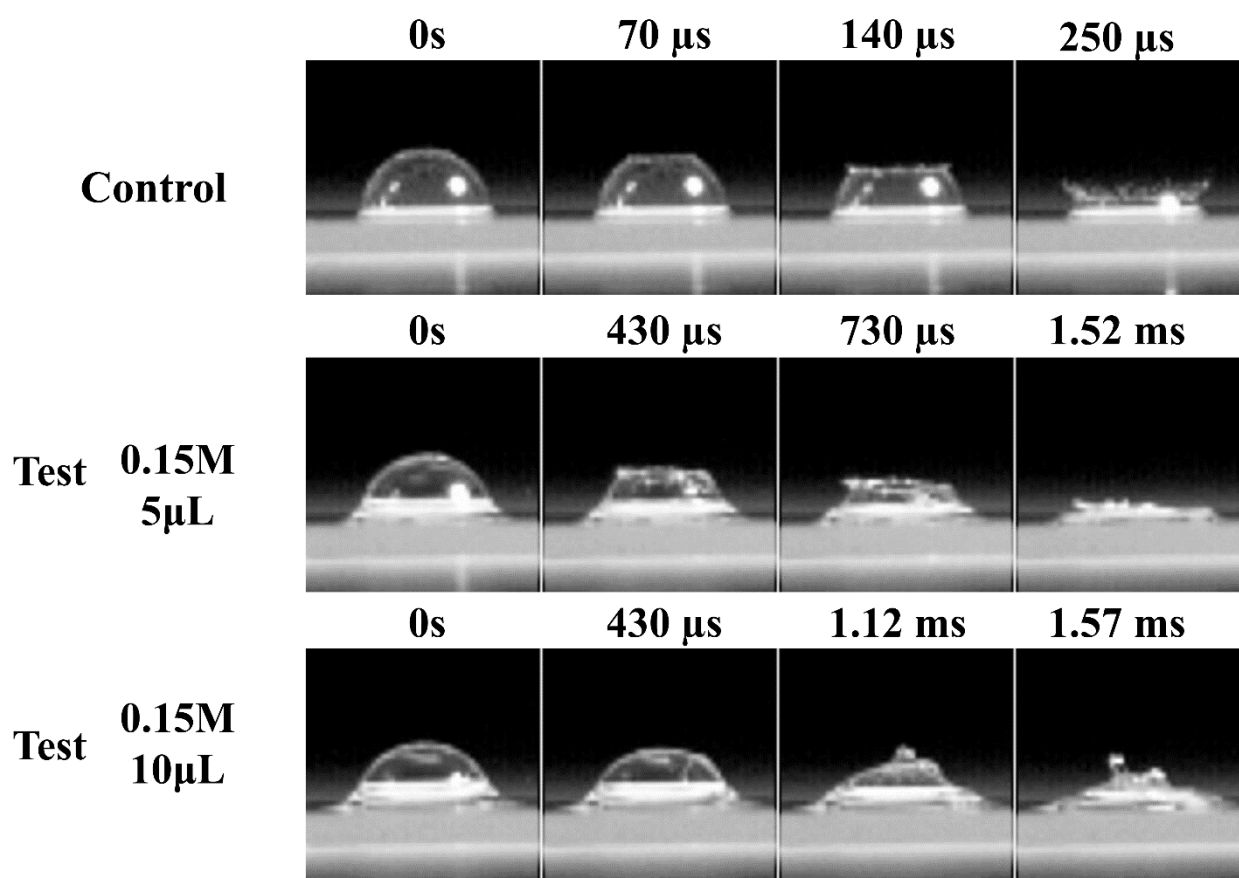 0s 70 μs 140 μs 250 μs
Control
0s 430 μs 730 μs 1.52 ms
Test 0.15M
5μL
0s 430 μs 1.12 ms 1.57 ms
Test 0.15M
10μL